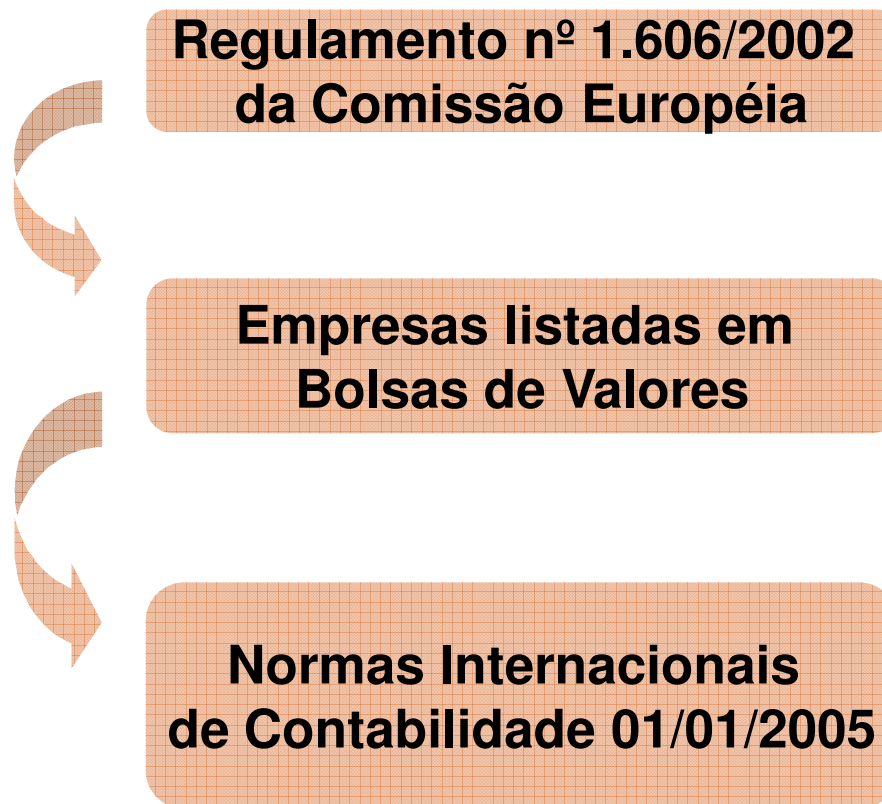 Regulamento nº 1.606/2002
da Comissão Européia
Empresas listadas em
Bolsas de Valores
Normas Internacionais
de Contabilidade 01/01/2005